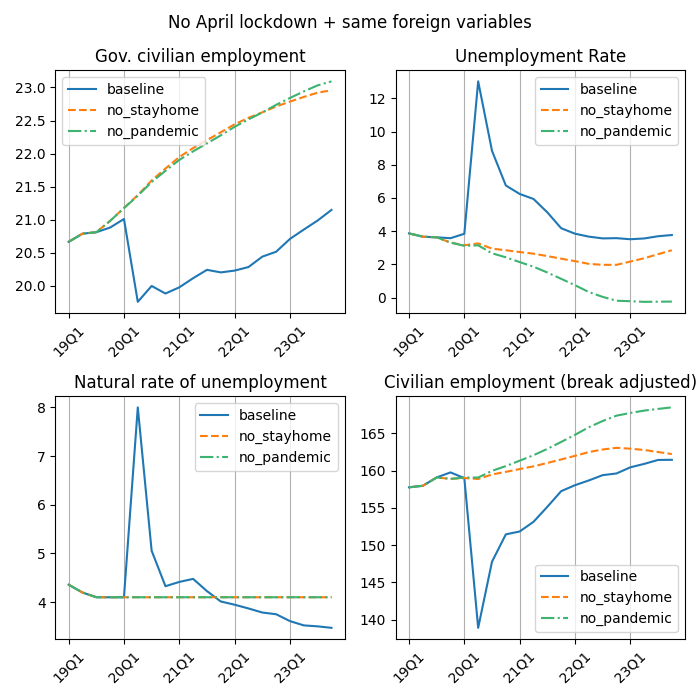 No April lockdown + same foreign variables
Gov. civilian employment
23.0
22.5
22.0
21.5
21.0
20.5
20.0
baseline
no_stayhome
no_pandemic
19Q1
20Q1
21Q1
22Q1
23Q1
Unemployment Rate
12
10
8
6
4
2
0
baseline
no_stayhome
no_pandemic
19Q1
20Q1
21Q1
22Q1
23Q1
Natural rate of unemployment
8
7
6
5
4
baseline
no_stayhome
no_pandemic
19Q1
20Q1
21Q1
22Q1
23Q1
Civilian employment (break adjusted)
165
160
155
150
145
140
baseline
no_stayhome
no_pandemic
19Q1
20Q1
21Q1
22Q1
23Q1